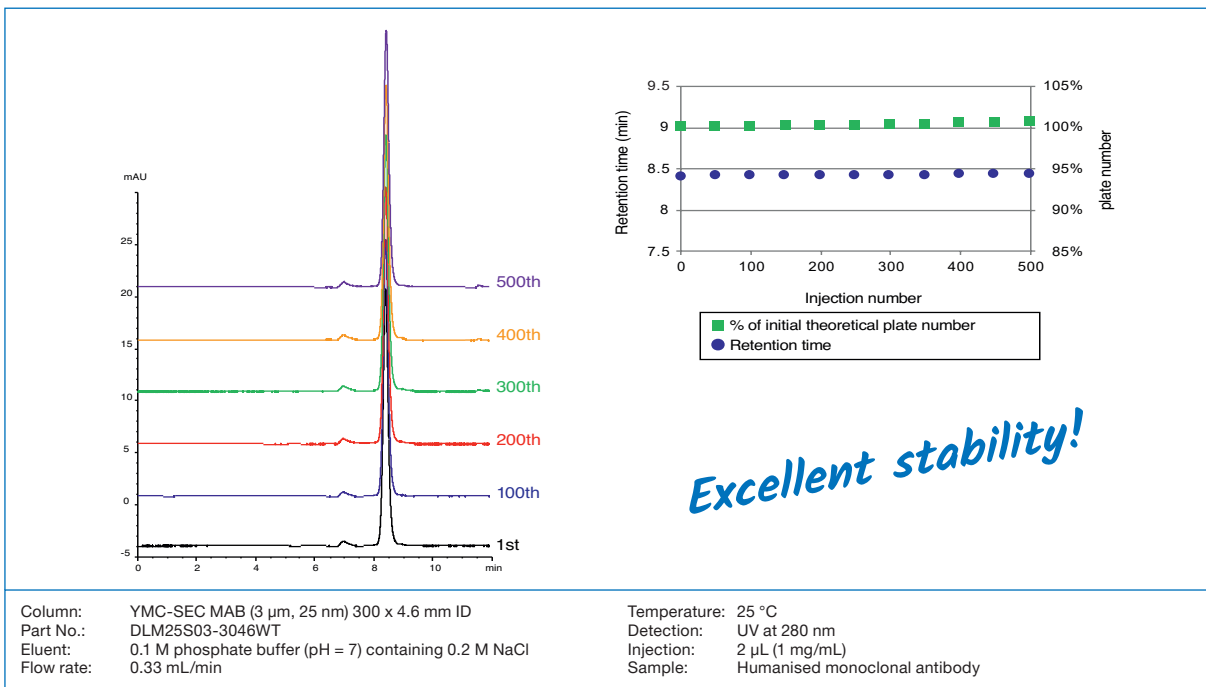 mAU
25
20
15
10
5
0
-5
0 2 4 6 8 10 min
500th
400th
300th
200th
100th
1st
Retention time (min)
9.5
9
8.5
8
7.5
105%
100%
95%
90%
85%
plate number
0 100 200 300 400 500
Injection number
% of initial theoretical plate number
Retention time
Excellent stability!
Column: YMC-SEC MAB (3 µm, 25 nm) 300 x 4.6 mm ID
Part No.: DLM25S03-3046WT
Eluent: 0.1 M phosphate buffer (pH = 7) containing 0.2 M NaCl
Flow rate: 0.33 mL/min
Temperature: 25 °C
Detection: UV at 280 nm
Injection: 2 µL (1 mg/mL)
Sample: Humanised monoclonal antibody